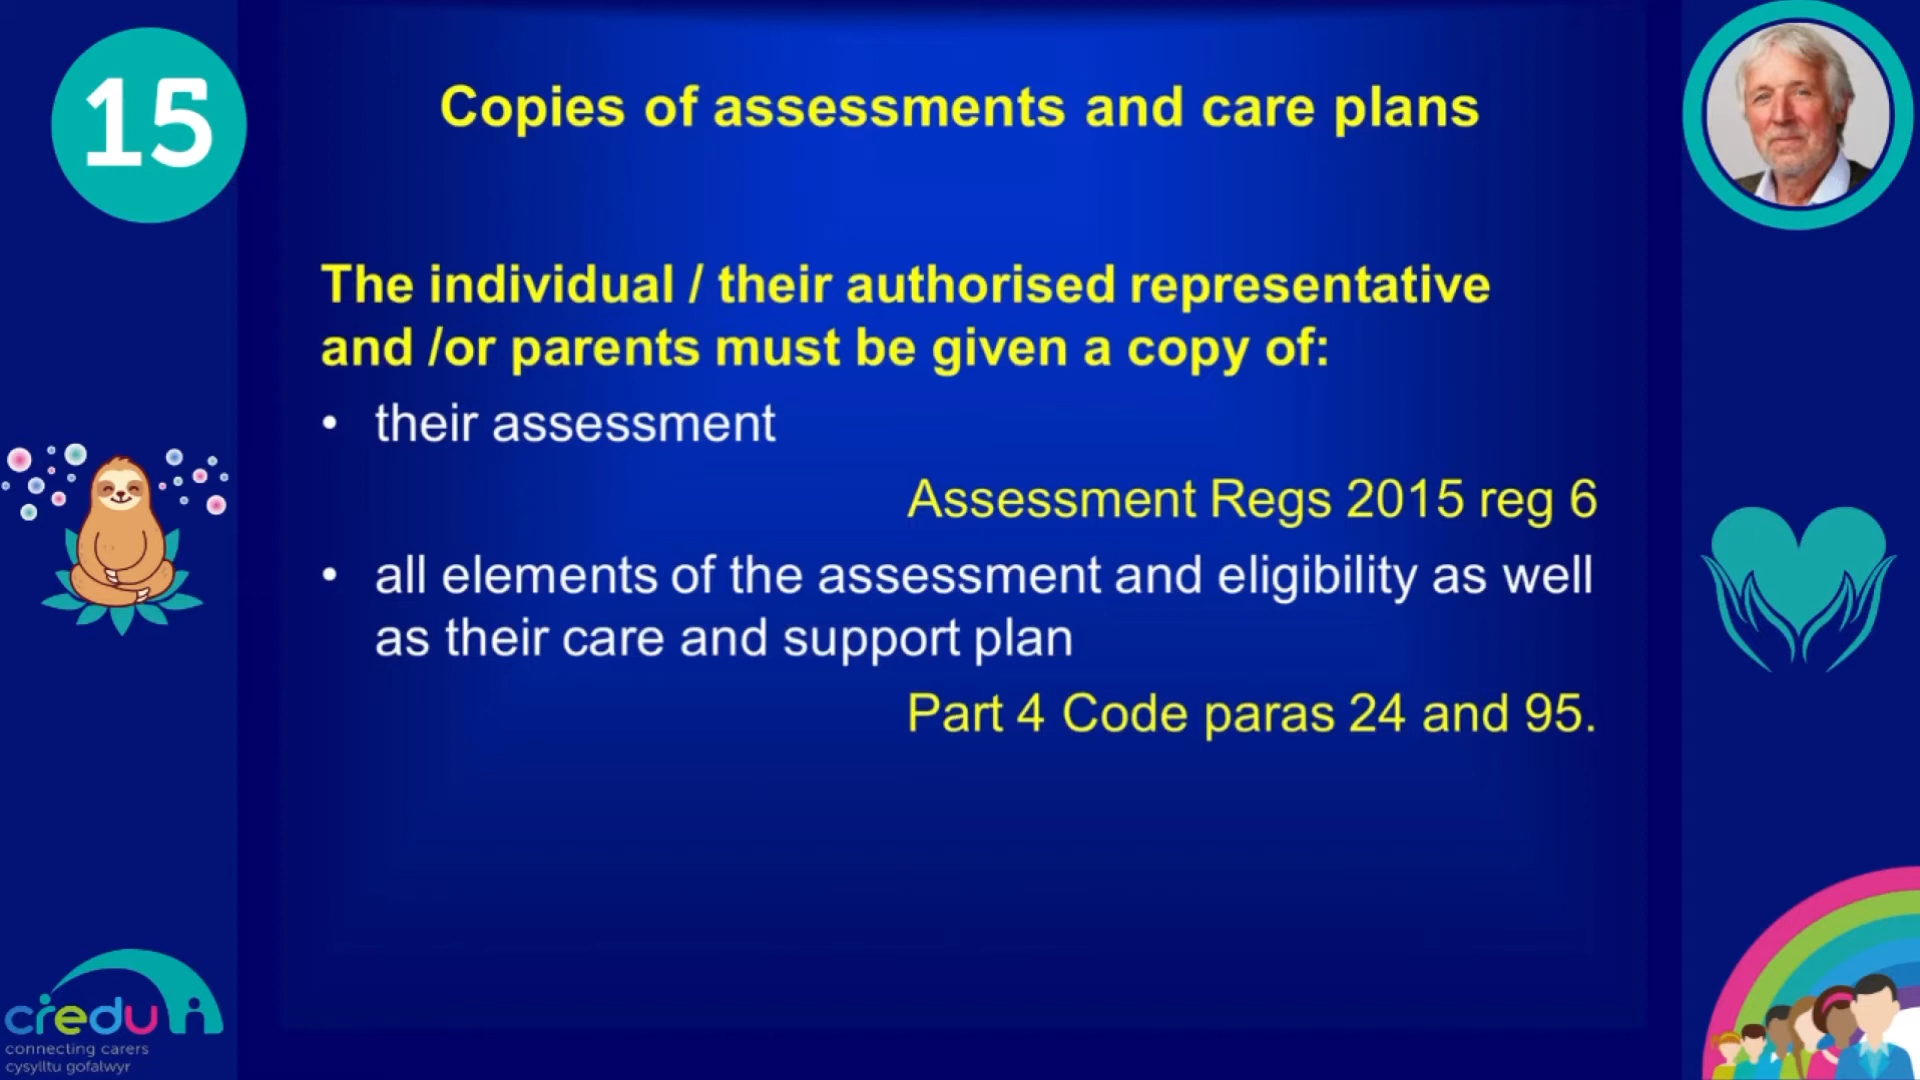 15
Copies of assessments and care plans
The individual / their authorised representative
and /or parents must be given a copy of:
• their assessment
Assessment Regs 2015 reg 6
• all elements of the assessment and eligibility as well
as their care and support plan
Part 4 Code paras 24 and 95.
credu
connecting carers
cysylltu gofalwyr